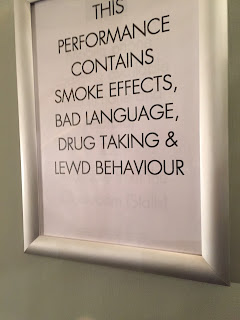 THIS
PERFORMANCE
CONTAINS
SMOKE EFFECTS,
BAD LANGUAGE,
DRUG TAKING &
LEWD BEHAVIOUR